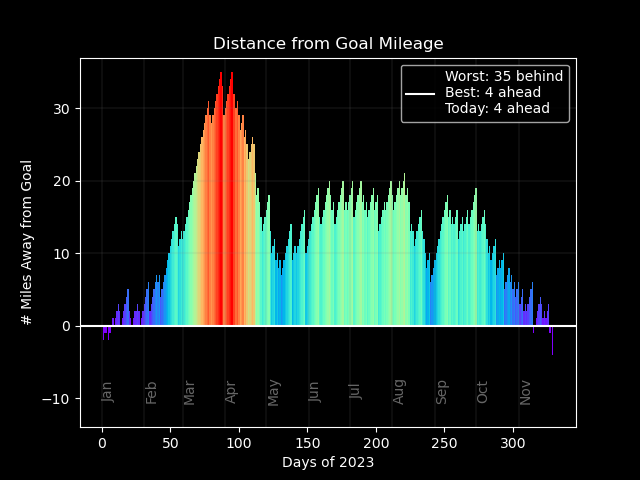 Distance from Goal Mileage
Worst: 35 behind
Best: 4 ahead
Today: 4 ahead
# Miles Away from Goal
30
20
10
0
−10
Jan
Feb
Mar
Apr
May
Jun
Jul
Aug
Sep
Oct
Nov
0 50 100 150 200 250 300
Days of 2023